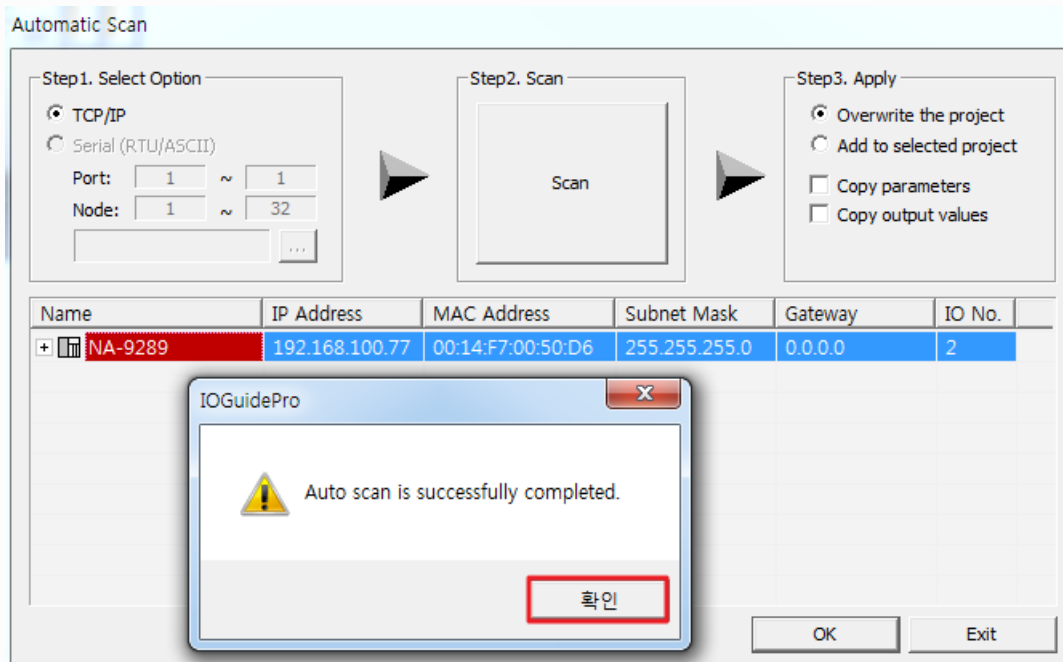 Automatic Scan
Step1. Select Option
TCP/IP
Serial (RTU/ASCII)
Port: 1 ~ 1
Node: 1 ~ 32
...
Step2. Scan
Scan
Step3. Apply
Overwrite the project
Add to selected project
Copy parameters
Copy output values
Name IP Address MAC Address Subnet Mask Gateway IO No.
NA-9289 192.168.100.77 00:14:F7:00:50:D6 255.255.255.0 0.0.0.0 2
IOGuidePro
Auto scan is successfully completed.
확인
OK Exit